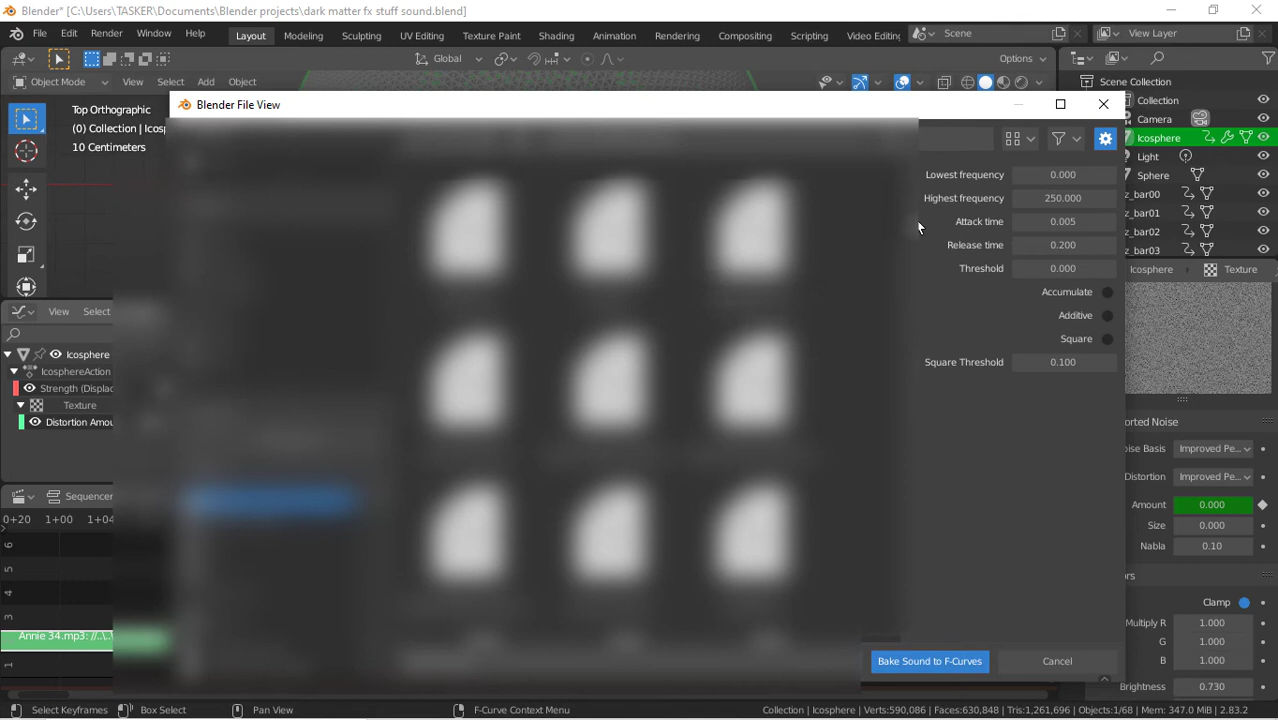 Blender* [C:\Users\TASKER\Documents\Blender projects\dark matter fx stuff sound.blend]
File Edit Render Window Help Layout Modeling Sculpting UV Editing Texture Paint Shading Animation Rendering Compositing Scripting Video Editing Scene View Layer
Global Options
Object Mode View Select Add Object
Scene Collection
Top Orthographic
(0) Collection | Icosp
10 Centimeters
Blender File View
Collection
Camera
Icosphere
Light
Sphere
z_bar00
z_bar01
z_bar02
z_bar03
Lowest frequency 0.000
Highest frequency 250.000
Attack time 0.005
Release time 0.200
Threshold 0.000
Accumulate
Additive
Square
Square Threshold 0.100
Icosphere Texture
View Select
Icosphere
IcosphereAction
Strength (Displac
Texture
Distortion Amou
orted Noise
ise Basis Improved Pe...
Distortion Improved Pe...
Amount 0.000
Size 0.000
Nabla 0.10
ors
Clamp
Multiply R 1.000
G 1.000
B 1.000
Brightness 0.730
Sequencer
0+20 1+00 1+04
6
5
4
3
Annie 34.mp3: //..\..
1
Bake Sound to F-Curves Cancel
Select Keyframes Box Select Pan View F-Curve Context Menu Collection | Icosphere | Verts:590,086 | Faces:630,848 | Tris:1,261,696 | Objects:1/68 | Mem: 347.0 MiB | 2.83.2